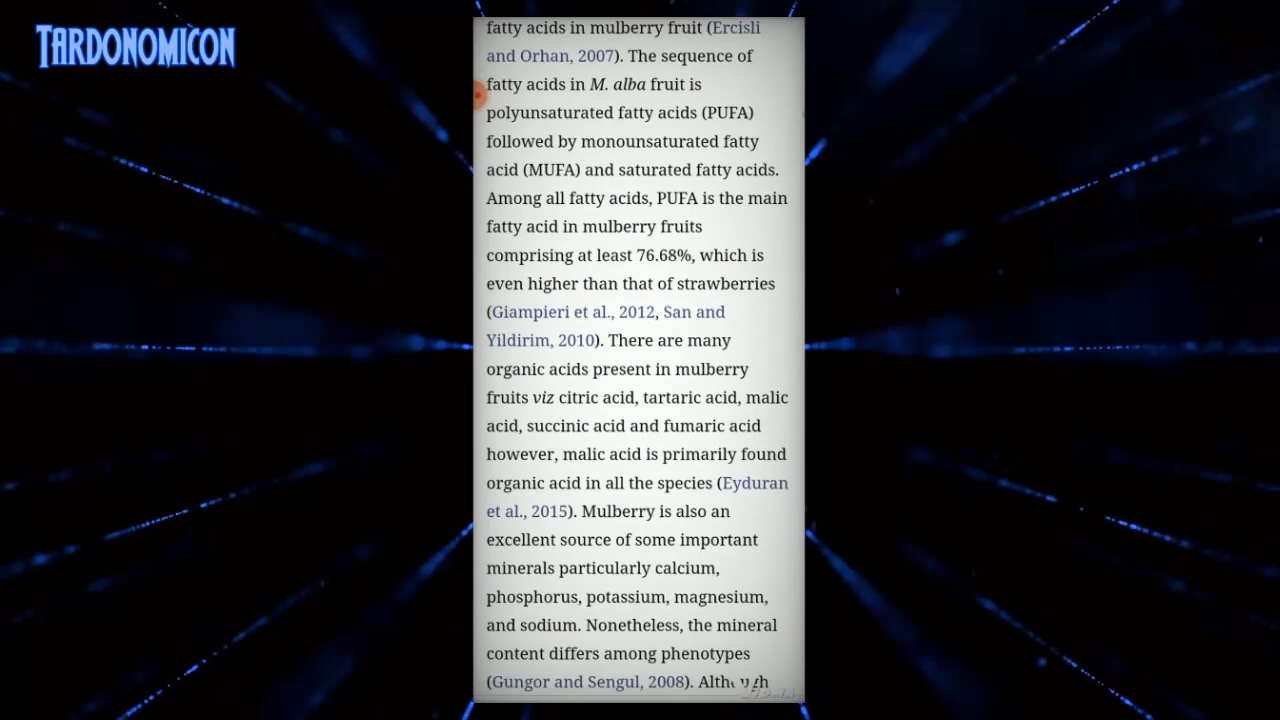 TARDONOMICON
fatty acids in mulberry fruit (Ercisli
and Orhan, 2007). The sequence of
fatty acids in M. alba fruit is
polyunsaturated fatty acids (PUFA)
followed by monounsaturated fatty
acid (MUFA) and saturated fatty acids.
Among all fatty acids, PUFA is the main
fatty acid in mulberry fruits
comprising at least 76.68%, which is
even higher than that of strawberries
(Giampieri et al., 2012, San and
Yildirim, 2010). There are many
organic acids present in mulberry
fruits viz citric acid, tartaric acid, malic
acid, succinic acid and fumaric acid
however, malic acid is primarily found
organic acid in all the species (Eyduran
et al., 2015). Mulberry is also an
excellent source of some important
minerals particularly calcium,
phosphorus, potassium, magnesium,
and sodium. Nonetheless, the mineral
content differs among phenotypes
(Gungor and Sengul, 2008). Although